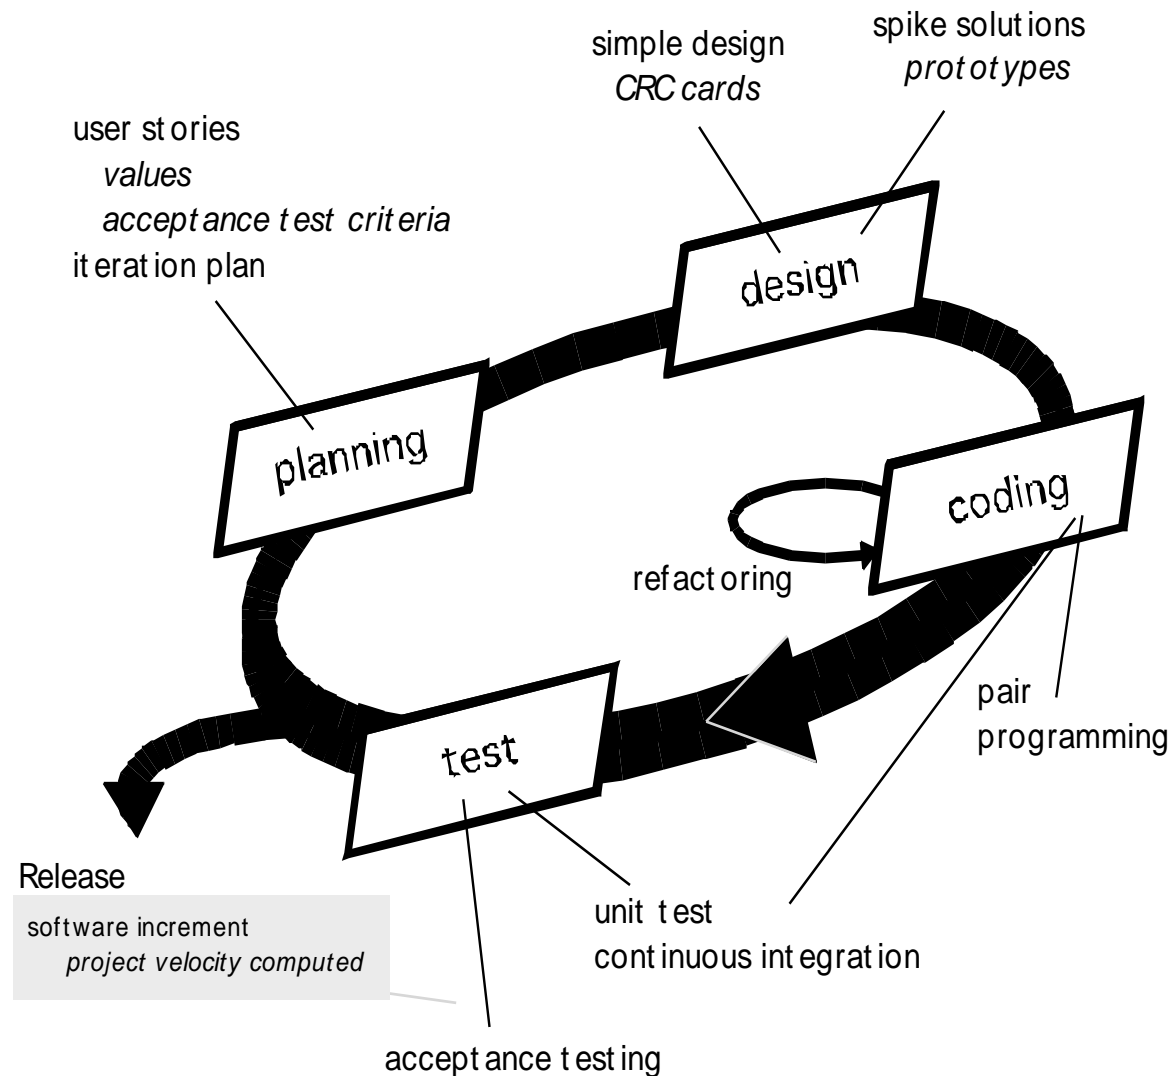 simple design
CRC cards
spike solutions
prototypes
user stories
values
acceptance test criteria
iteration plan
design
planning
coding
refactoring
test
pair
programming
Release
software increment
project velocity computed
unit test
continuous integration
acceptance testing